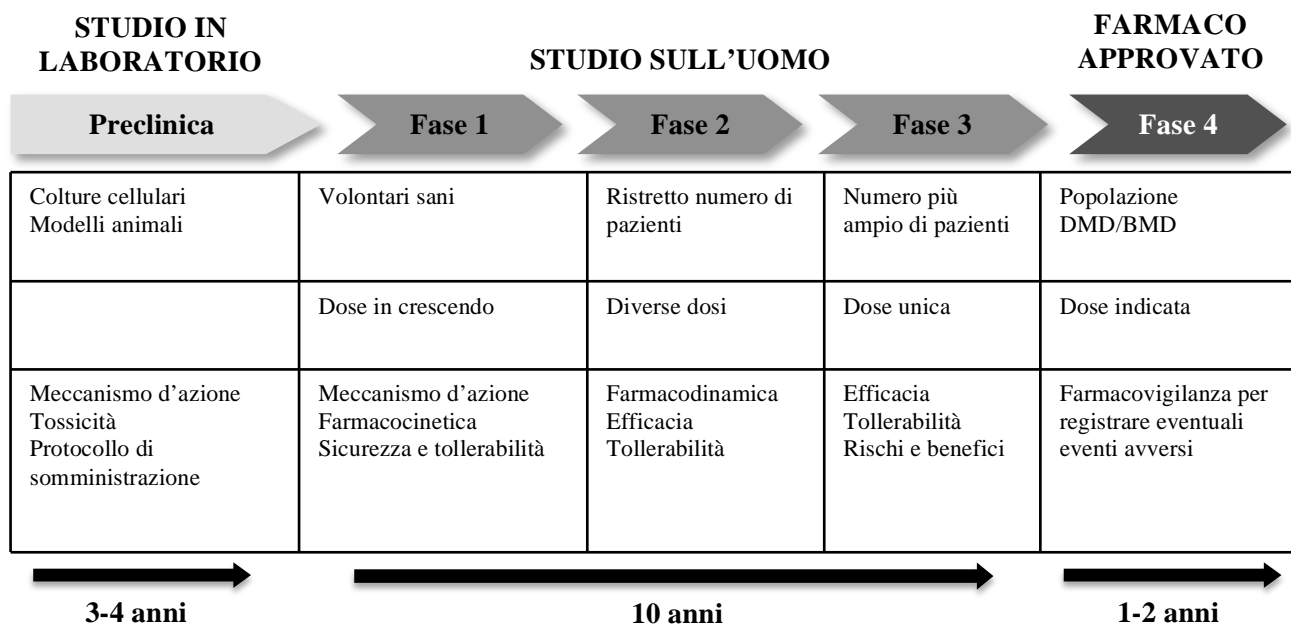 STUDIO IN
LABORATORIO
STUDIO SULL’UOMO
FARMACO
APPROVATO
Preclinica
Fase 1
Fase 2
Fase 3
Fase 4
Colture cellulari
Modelli animali
Volontari sani
Ristretto numero di
pazienti
Numero più
ampio di pazienti
Popolazione
DMD/BMD
Dose in crescendo
Diverse dosi
Dose unica
Dose indicata
Meccanismo d’azione
Tossicità
Protocollo di
somministrazione
Meccanismo d’azione
Farmacocinetica
Sicurezza e tollerabilità
Farmacodinamica
Efficacia
Tollerabilità
Efficacia
Tollerabilità
Rischi e benefici
Farmacovigilanza per
registrare eventuali
eventi avversi
3-4 anni
10 anni
1-2 anni